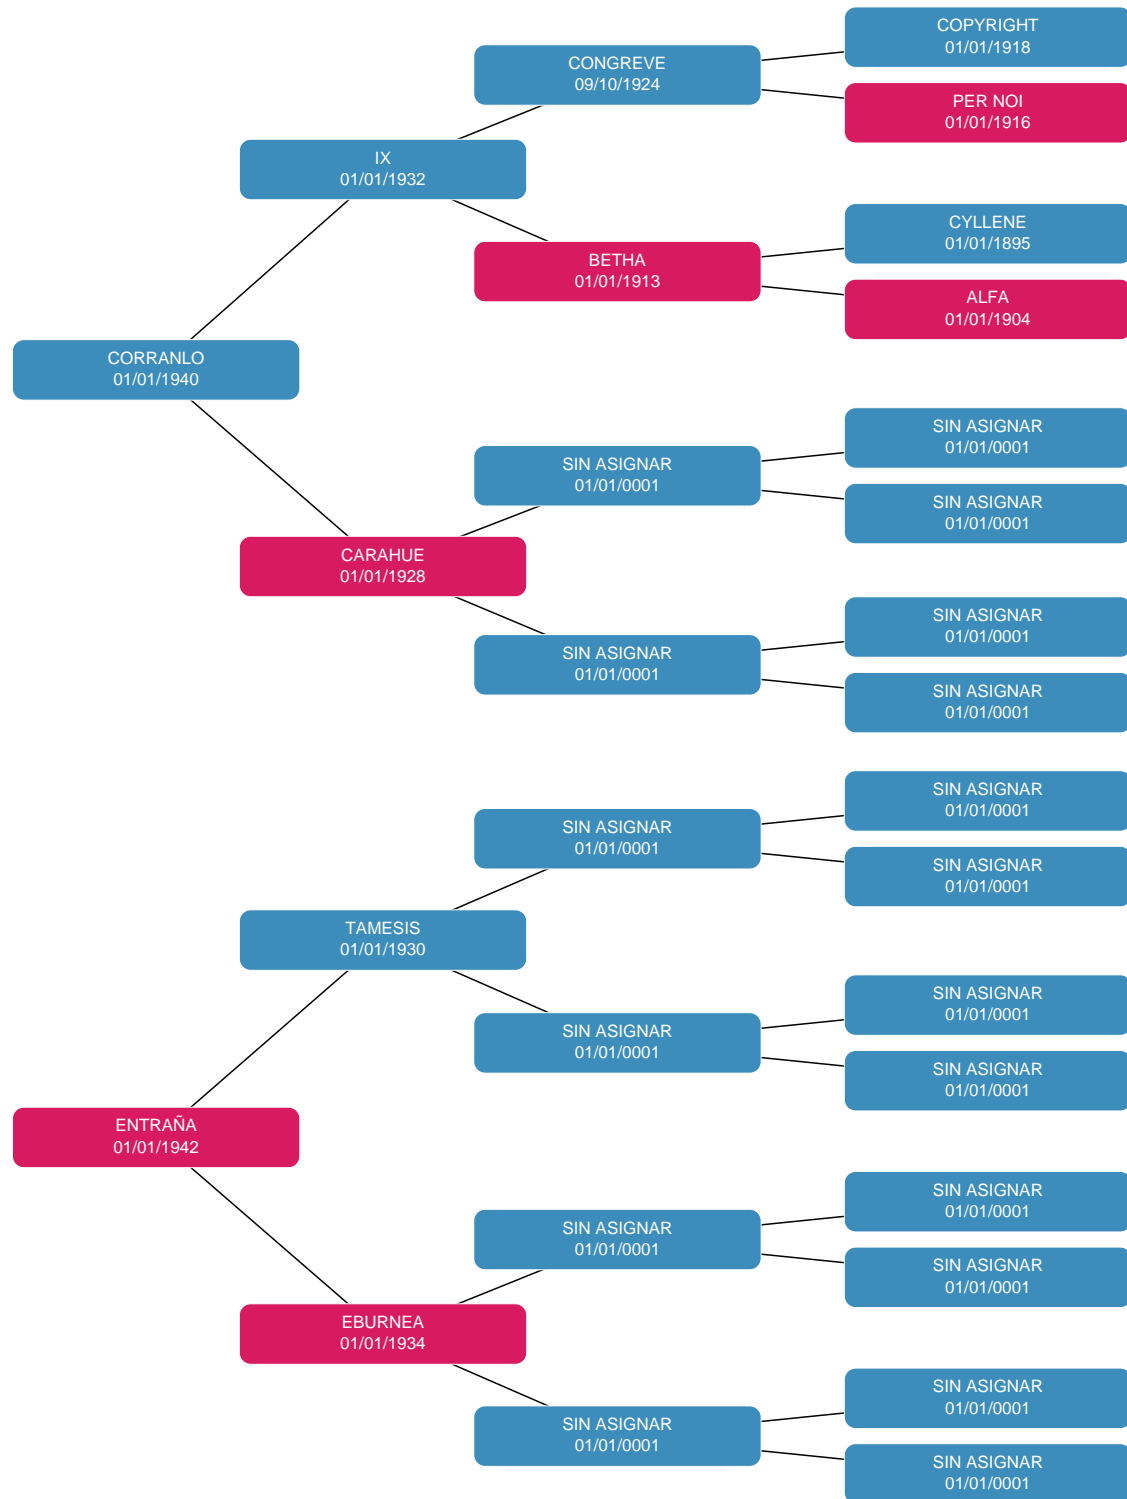 COPYRIGHT
01/01/1918
CONGREVE
09/10/1924
PER NOI
01/01/1916
IX
01/01/1932
CYLLENE
01/01/1895
BETHA
01/01/1913
ALFA
01/01/1904
CORRANLO
01/01/1940
SIN ASIGNAR
01/01/0001
SIN ASIGNAR
01/01/0001
SIN ASIGNAR
01/01/0001
CARAHUE
01/01/1928
SIN ASIGNAR
01/01/0001
SIN ASIGNAR
01/01/0001
SIN ASIGNAR
01/01/0001
SIN ASIGNAR
01/01/0001
SIN ASIGNAR
01/01/0001
SIN ASIGNAR
01/01/0001
TAMESIS
01/01/1930
SIN ASIGNAR
01/01/0001
SIN ASIGNAR
01/01/0001
SIN ASIGNAR
01/01/0001
ENTRAÑA
01/01/1942
SIN ASIGNAR
01/01/0001
SIN ASIGNAR
01/01/0001
SIN ASIGNAR
01/01/0001
EBURNEA
01/01/1934
SIN ASIGNAR
01/01/0001
SIN ASIGNAR
01/01/0001
SIN ASIGNAR
01/01/0001